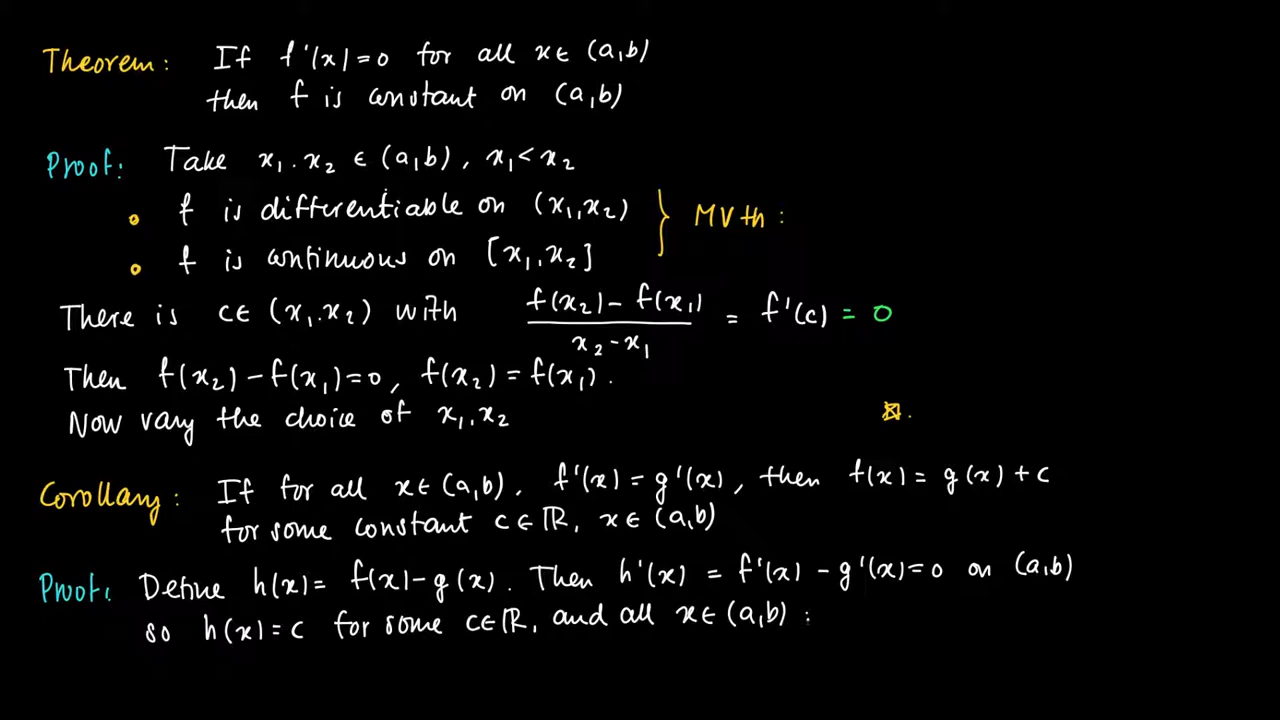 Theorem: If f'(x)=0 for all x∈(a,b)
then f is constant on (a,b)
Proof: Take x₁,x₂ ∈ (a,b), x₁<x₂
• f is differentiable on (x₁,x₂) } MV th :
• f is continuous on [x₁,x₂]
There is c∈ (x₁,x₂) with (f(x₂)-f(x₁))/(x₂-x₁) = f'(c) = 0
Then f(x₂)-f(x₁)=0, f(x₂)=f(x₁).
Now vary the choice of x₁,x₂ ⊠.
Corollary: If for all x∈(a,b), f'(x)=g'(x), then f(x)=g(x)+c
for some constant c∈ℝ, x∈(a,b)
Proof: Define h(x)= f(x)-g(x). Then h'(x) = f'(x)-g'(x)=0 on (a,b)
so h(x)=c for some c∈ℝ, and all x∈(a,b) :